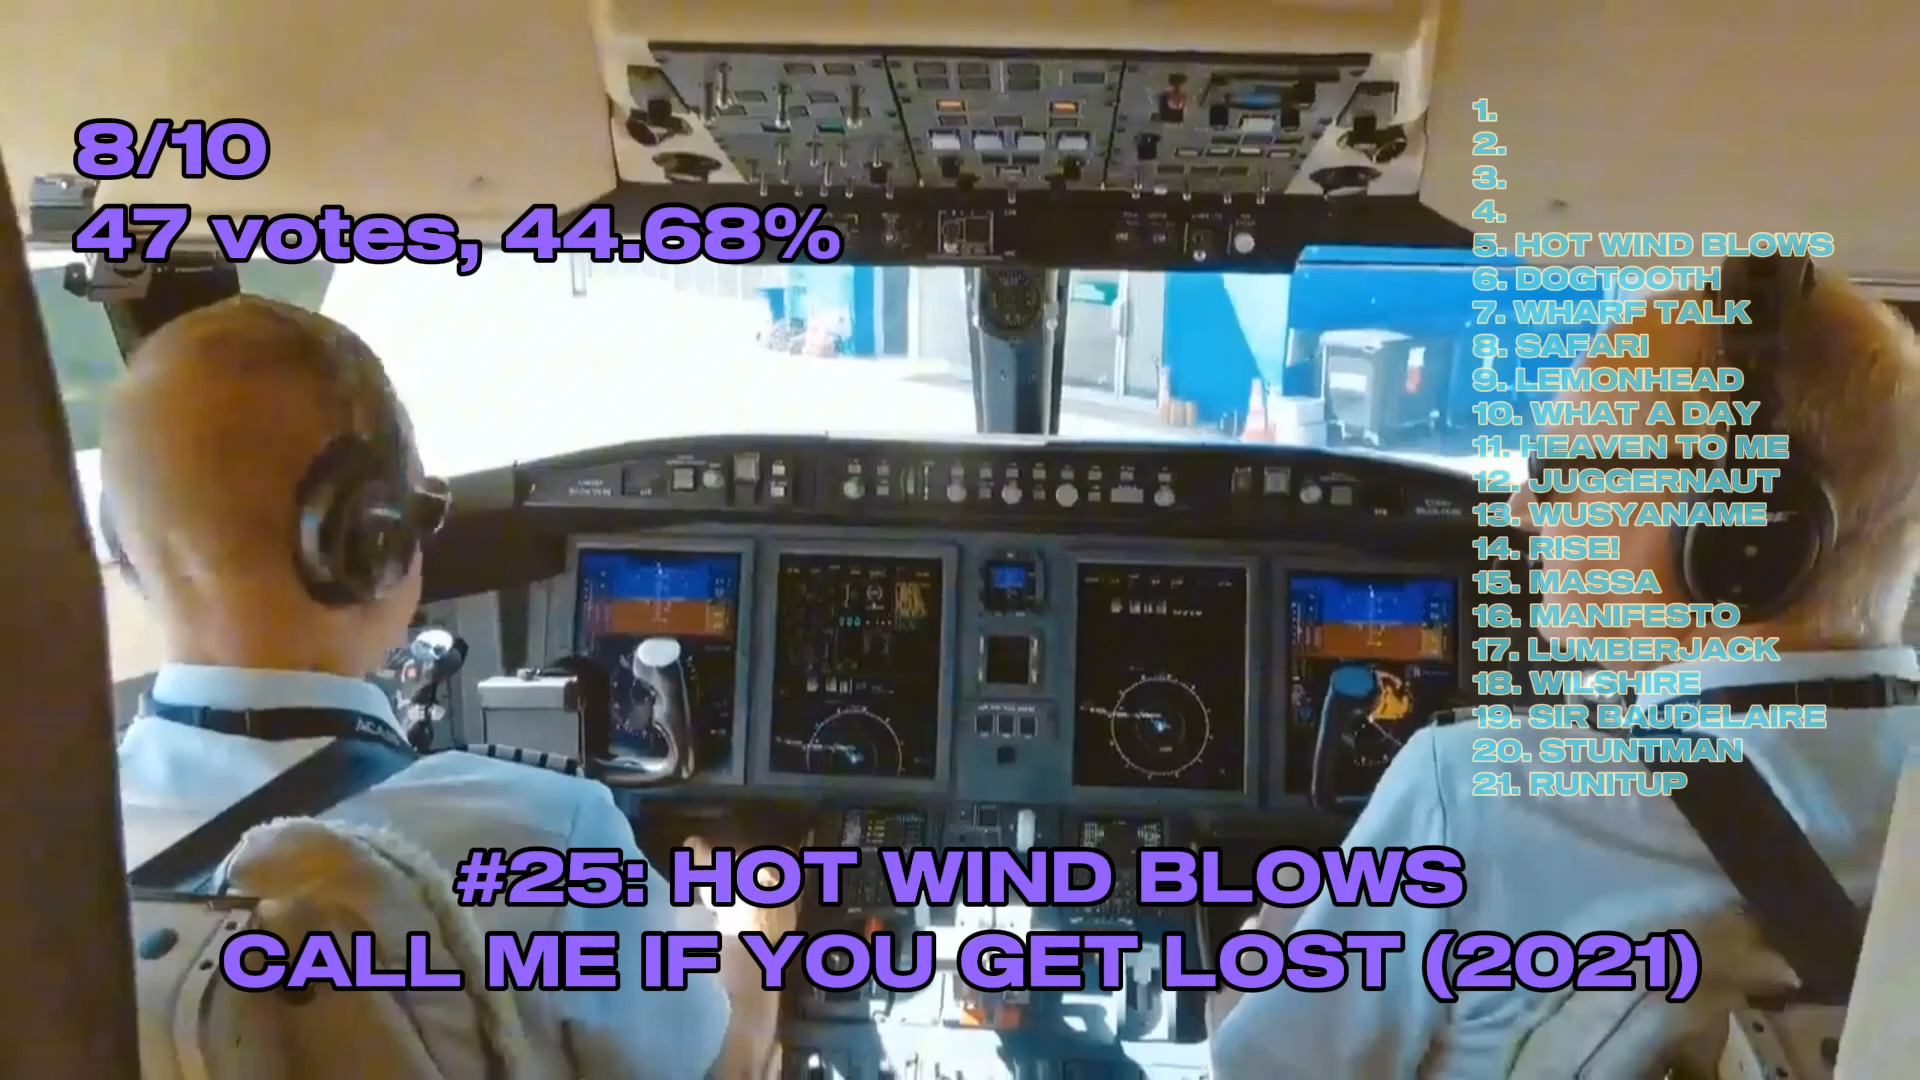 8/10
47 votes, 44.68%
1.
2.
3.
4.
5. HOT WIND BLOWS
6. DOGTOOTH
7. WHARF TALK
8. SAFARI
9. LEMONHEAD
10. WHAT A DAY
11. HEAVEN TO ME
12. JUGGERNAUT
13. WUSYANAME
14. RISE!
15. MASSA
16. MANIFESTO
17. LUMBERJACK
18. WILSHIRE
19. SIR BAUDELAIRE
20. STUNTMAN
21. RUNITUP
#25: HOT WIND BLOWS
CALL ME IF YOU GET LOST (2021)